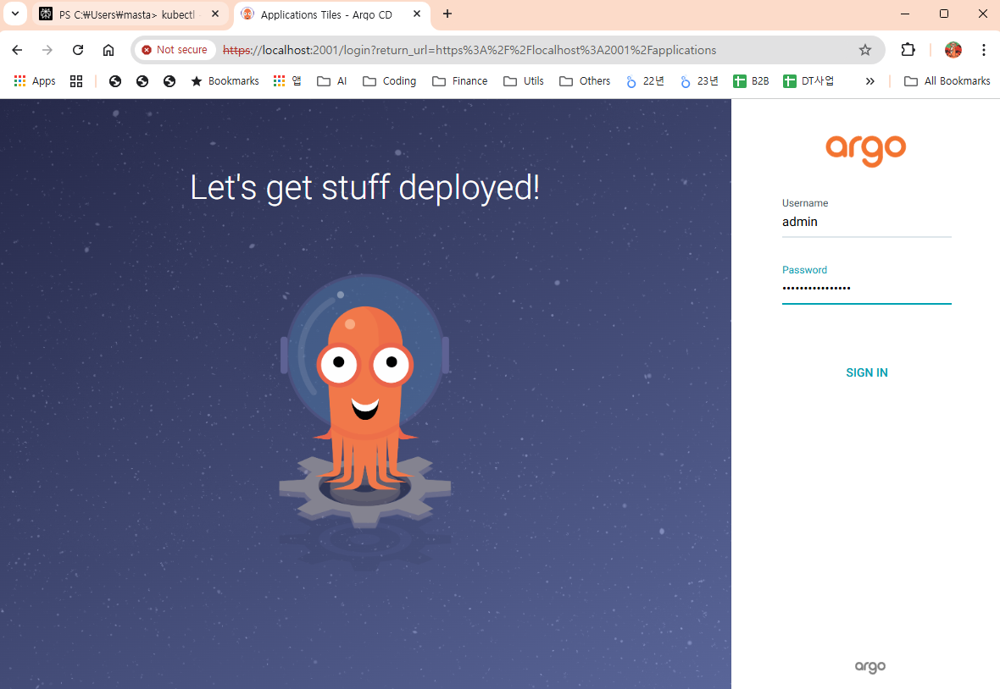 PS C:₩Users₩masta> kubectl
Applications Tiles - Argo CD
Not secure
https://localhost:2001/login?return_url=https%3A%2F%2Flocalhost%3A2001%2Fapplications
Apps
Bookmarks
앱
AI
Coding
Finance
Utils
Others
22년
23년
B2B
DT사업
All Bookmarks
Let's get stuff deployed!
argo
Username
admin
Password
••••••••••••••••
SIGN IN
argo